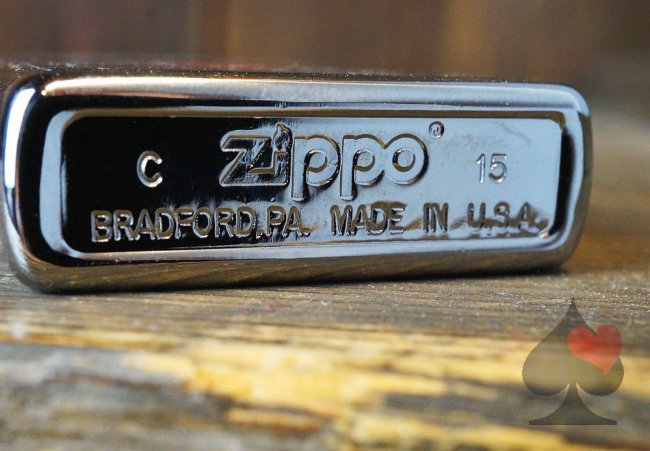 C Zippo® 15
BRADFORD,PA. MADE IN U.S.A.